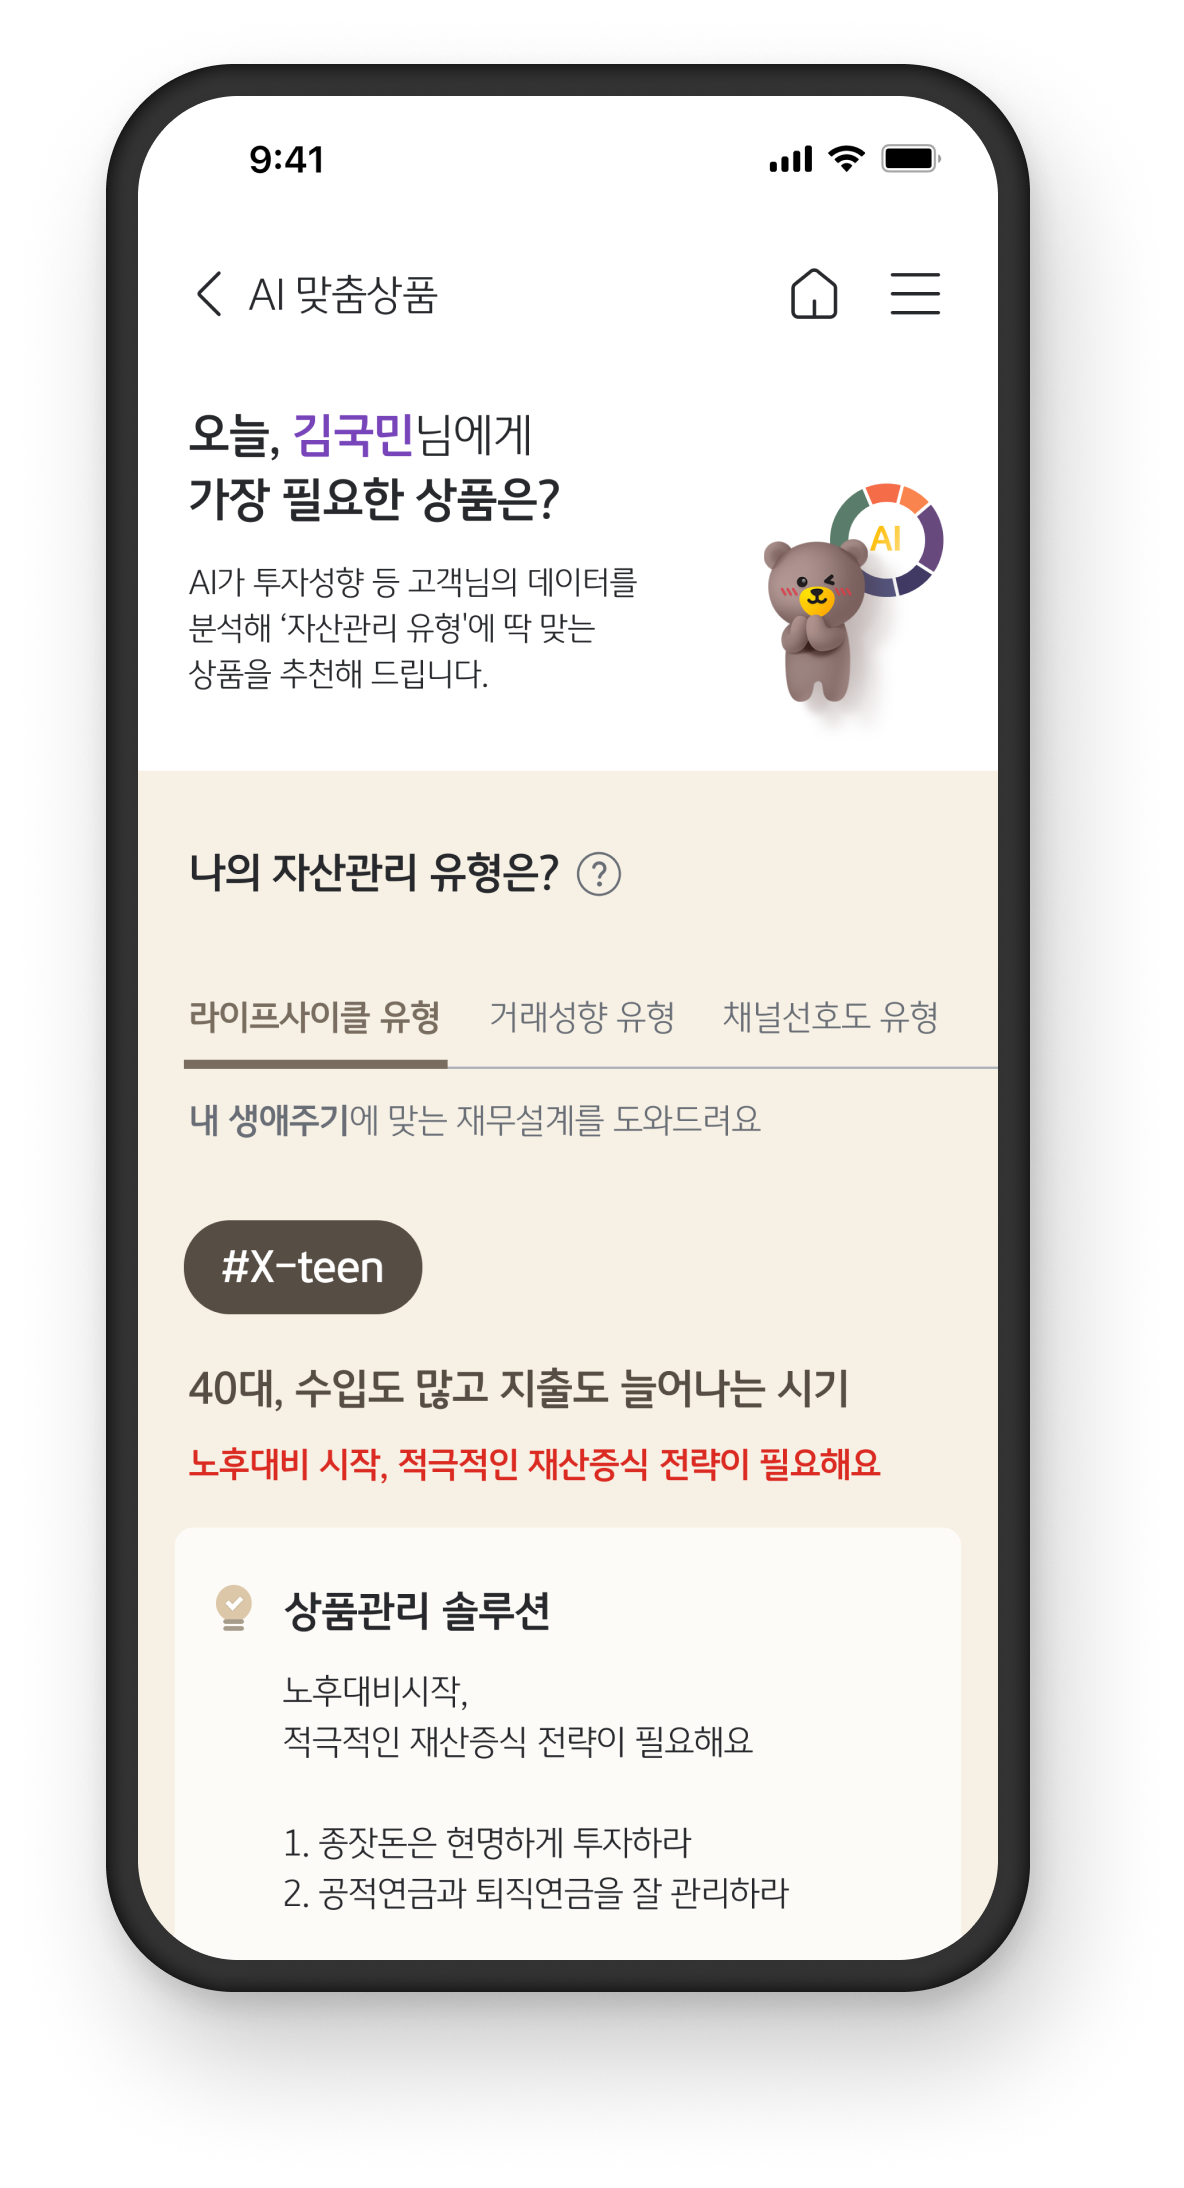 9:41
AI 맞춤상품
오늘, 김국민님에게
가장 필요한 상품은?
AI가 투자성향 등 고객님의 데이터를
분석해 ‘자산관리 유형'에 딱 맞는
상품을 추천해 드립니다.
AI
나의 자산관리 유형은? ?
라이프사이클 유형 거래성향 유형 채널선호도 유형
내 생애주기에 맞는 재무설계를 도와드려요
#X-teen
40대, 수입도 많고 지출도 늘어나는 시기
노후대비 시작, 적극적인 재산증식 전략이 필요해요
상품관리 솔루션
노후대비시작,
적극적인 재산증식 전략이 필요해요
1. 종잣돈은 현명하게 투자하라
2. 공적연금과 퇴직연금을 잘 관리하라